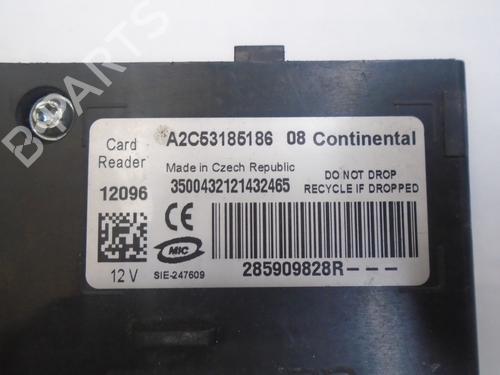 Card Reader
A2C53185186 08 Continental
Made in Czech Republic
DO NOT DROP
RECYCLE IF DROPPED
12096
3500432121432465
CE
MIC
12 V
SIE-247609
285909828R---
B PARTS